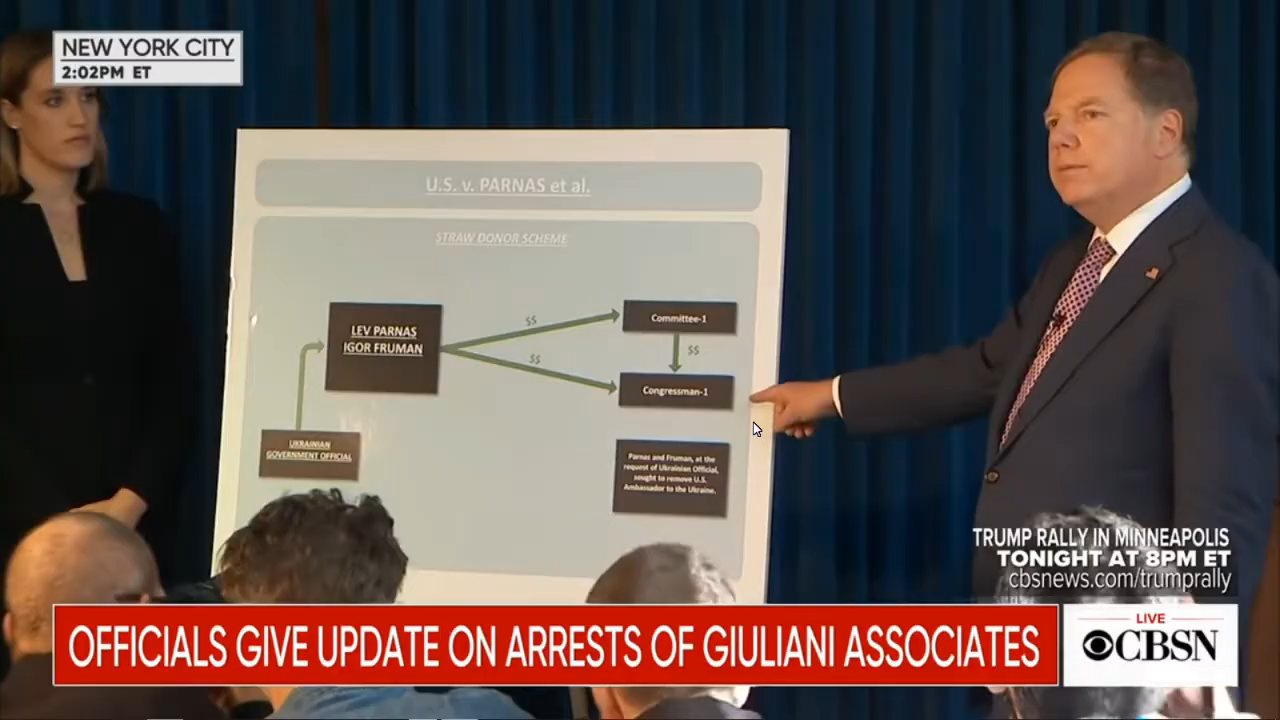 NEW YORK CITY
2:02PM ET
U.S. v. PARNAS et al.
STRAW DONOR SCHEME
LEV PARNAS
IGOR FRUMAN
$$
$$
Committee-1
$$
Congressman-1
UKRAINIAN
GOVERNMENT OFFICIAL
Parnas and Fruman, at the
request of Ukrainian Official,
sought to remove U.S.
Ambassador to the Ukraine.
TRUMP RALLY IN MINNEAPOLIS
TONIGHT AT 8PM ET
cbsnews.com/trumprally
OFFICIALS GIVE UPDATE ON ARRESTS OF GIULIANI ASSOCIATES
LIVE
CBSN